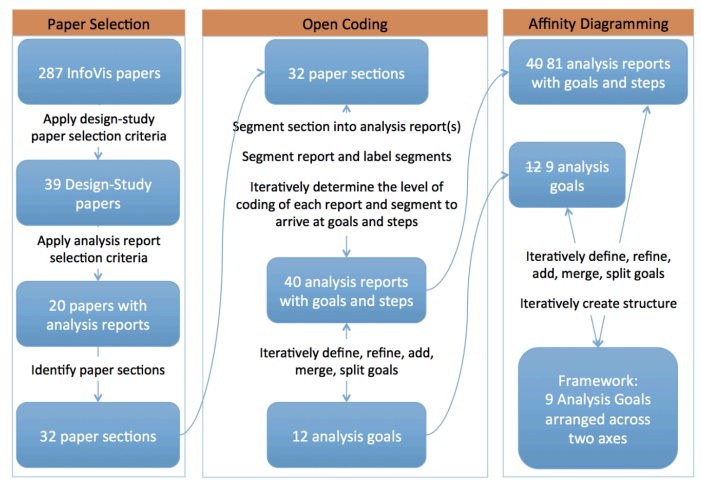 Paper Selection
287 InfoVis papers
Apply design-study
paper selection criteria
39 Design-Study
papers
Apply analysis report
selection criteria
20 papers with
analysis reports
Identify paper sections
32 paper sections
Open Coding
32 paper sections
Segment section into analysis report(s)
Segment report and label segments
Iteratively determine the level of
coding of each report and segment to
arrive at goals and steps
40 analysis reports
with goals and steps
Iteratively define, refine, add,
merge, split goals
12 analysis goals
Affinity Diagramming
40 81 analysis reports
with goals and steps
12 9 analysis
goals
Iteratively define, refine,
add, merge, split goals
Iteratively create structure
Framework:
9 Analysis Goals
arranged across
two axes